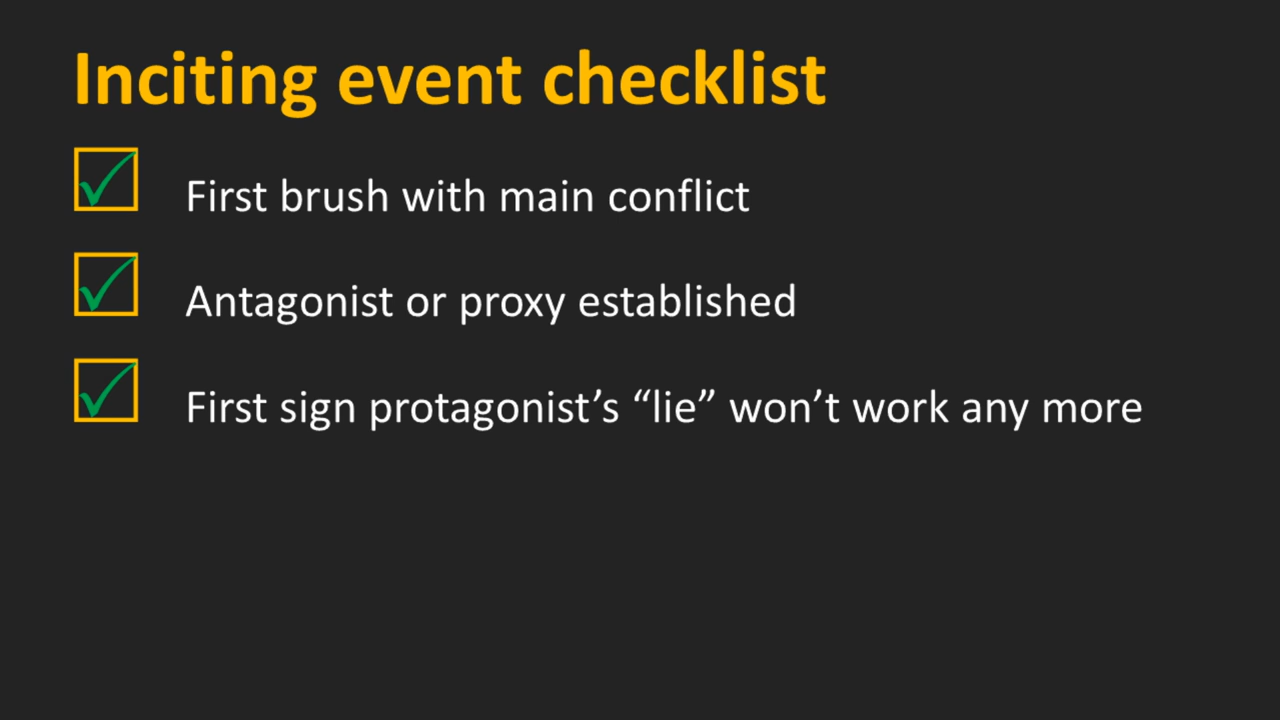 Inciting event checklist
First brush with main conflict
Antagonist or proxy established
First sign protagonist’s “lie” won’t work any more